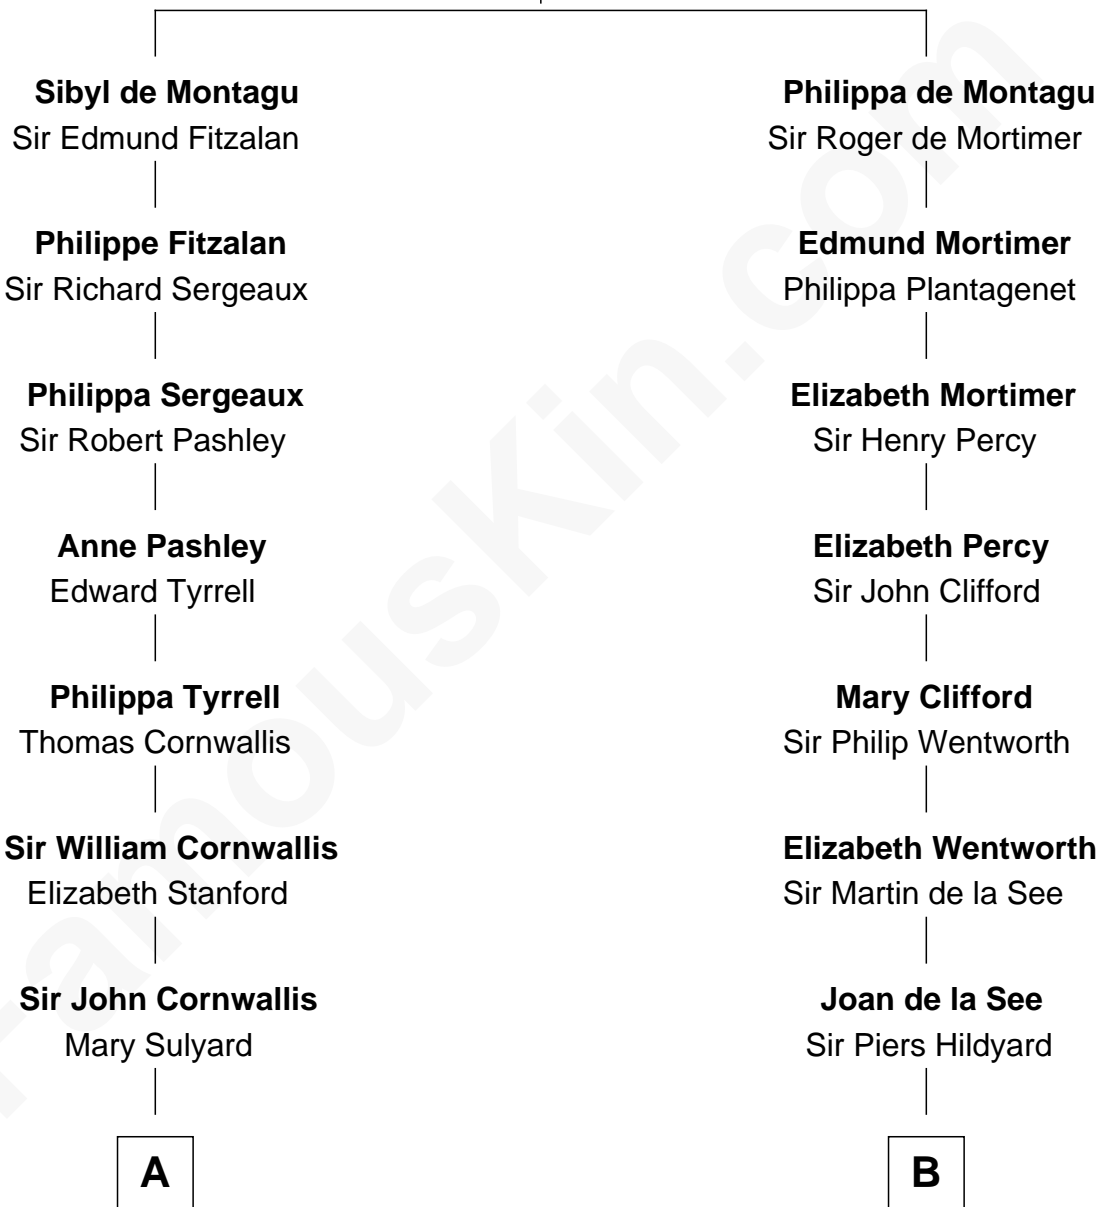 Sibyl de Montagu
Sir Edmund Fitzalan
Philippe Fitzalan
Sir Richard Sergeaux
Philippa Sergeaux
Sir Robert Pashley
Anne Pashley
Edward Tyrrell
Philippa Tyrrell
Thomas Cornwallis
Sir William Cornwallis
Elizabeth Stanford
Sir John Cornwallis
Mary Sulyard
A
Philippa de Montagu
Sir Roger de Mortimer
Edmund Mortimer
Philippa Plantagenet
Elizabeth Mortimer
Sir Henry Percy
Elizabeth Percy
Sir John Clifford
Mary Clifford
Sir Philip Wentworth
Elizabeth Wentworth
Sir Martin de la See
Joan de la See
Sir Piers Hildyard
B
FamousKin.com